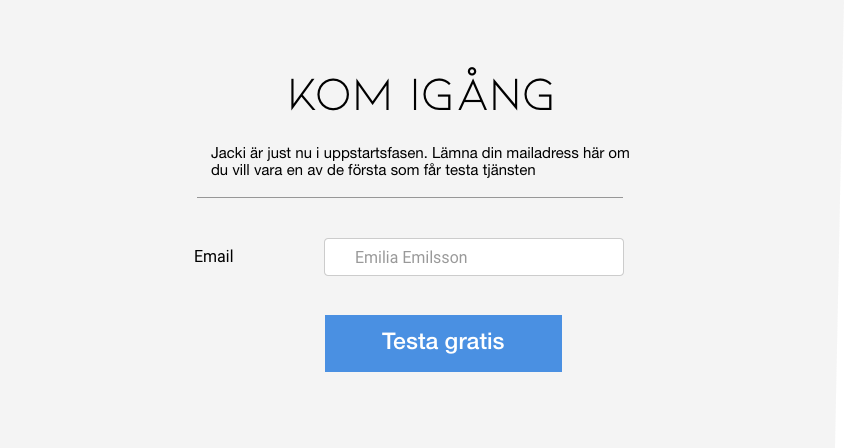 KOM IGÅNG
Jacki är just nu i uppstartsfasen. Lämna din mailadress här om
du vill vara en av de första som får testa tjänsten
Email
Emilia Emilsson
Testa gratis